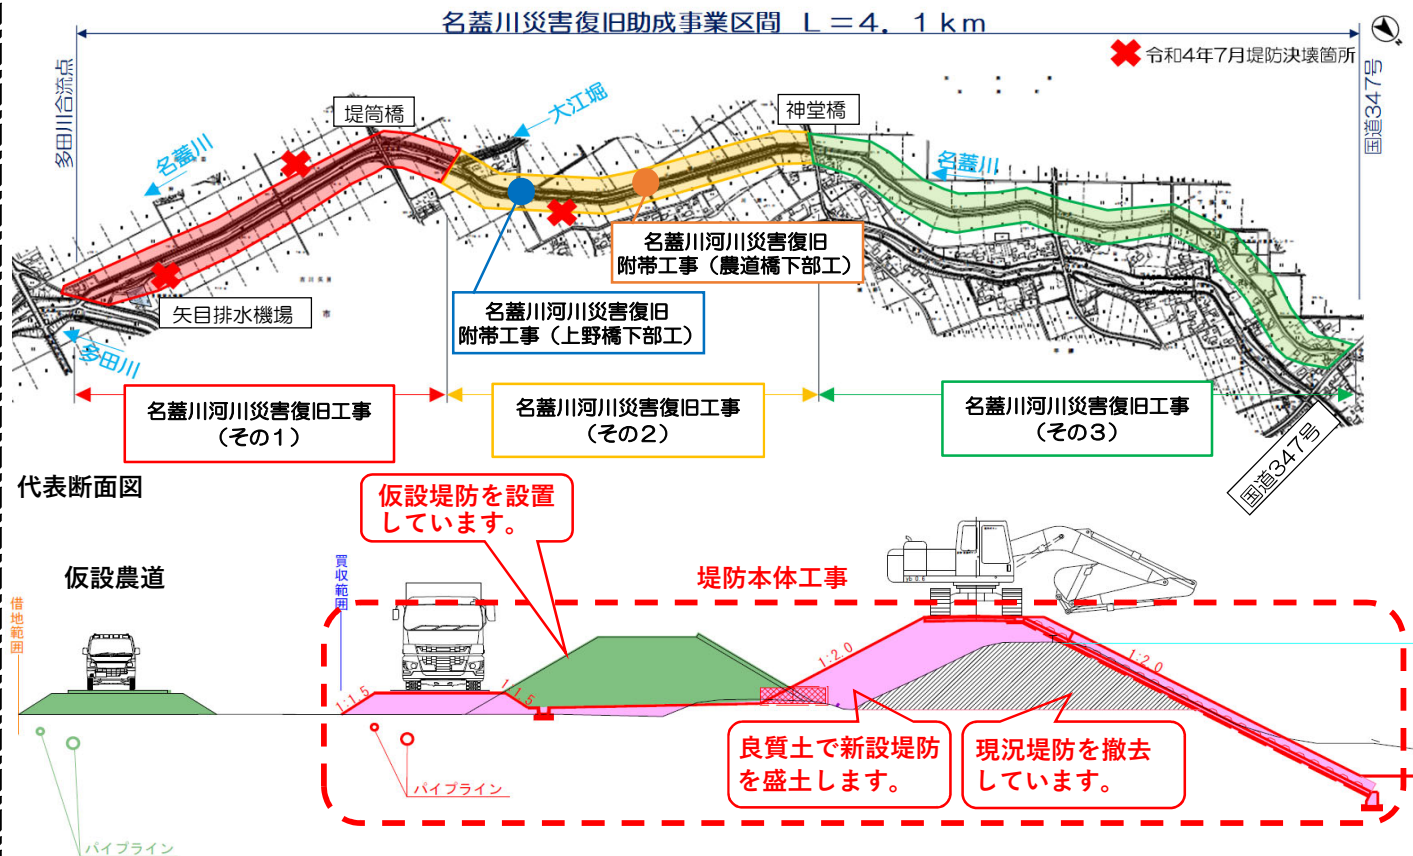 名蓋川災害復旧助成事業区間 L=4.1km
令和4年7月堤防決壊箇所
多田川合流点
国道347号
堤筒橋
神堂橋
名蓋川
大江堀
名蓋川
名蓋川河川災害復旧
附帯工事（農道橋下部工）
名蓋川河川災害復旧
附帯工事（上野橋下部工）
矢目排水機場
市
多田川
名蓋川河川災害復旧工事
（その1）
名蓋川河川災害復旧工事
（その2）
名蓋川河川災害復旧工事
（その3）
国道347号
代表断面図
仮設堤防を設置
しています。
仮設農道
買収範囲
堤防本体工事
借地範囲
1:1.5
1:1.5
1:2.0
1:2.0
良質土で新設堤防
を盛土します。
現況堤防を撤去
しています。
パイプライン
パイプライン